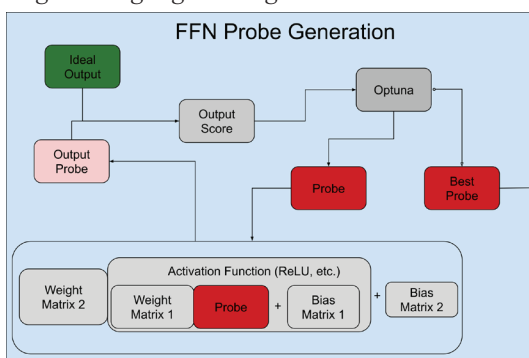 FFN Probe Generation
Ideal
Output
Output
Score
Optuna
Output
Probe
Probe
Best
Probe
Activation Function (ReLU, etc.)
Weight
Matrix 2
Weight
Matrix 1
Probe
+
Bias
Matrix 1
+
Bias
Matrix 2